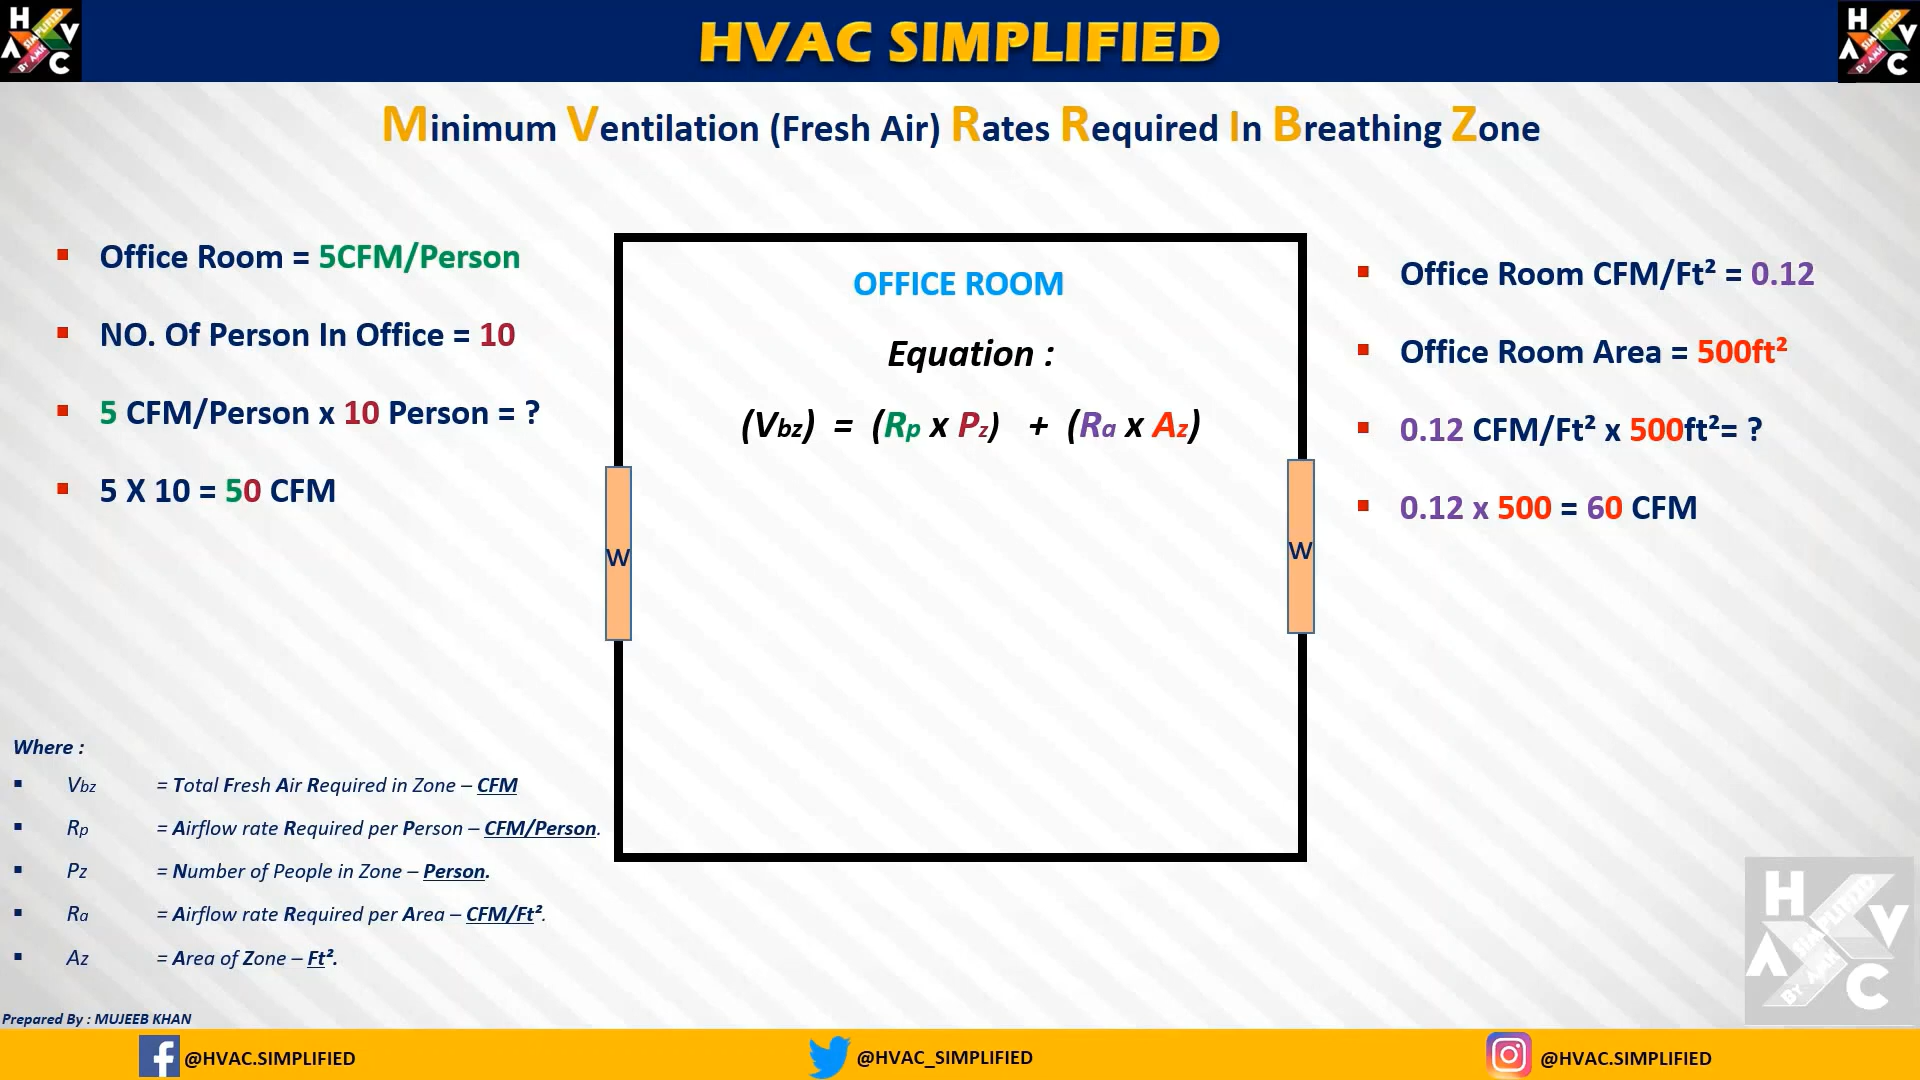 HVAC SIMPLIFIED
Minimum Ventilation (Fresh Air) Rates Required In Breathing Zone
▪ Office Room = 5CFM/Person
▪ NO. Of Person In Office = 10
▪ 5 CFM/Person x 10 Person = ?
▪ 5 X 10 = 50 CFM
OFFICE ROOM
Equation :
(Vbz) = (Rp x Pz) + (Ra x Az)
W
W
▪ Office Room CFM/Ft² = 0.12
▪ Office Room Area = 500ft²
▪ 0.12 CFM/Ft² x 500ft²= ?
▪ 0.12 x 500 = 60 CFM
Where :
▪ Vbz = Total Fresh Air Required in Zone – CFM
▪ Rp = Airflow rate Required per Person – CFM/Person.
▪ Pz = Number of People in Zone – Person.
▪ Ra = Airflow rate Required per Area – CFM/Ft².
▪ Az = Area of Zone – Ft².
HVAC
SIMPLIFIED
BY AMK
Prepared By : MUJEEB KHAN
@HVAC.SIMPLIFIED
@HVAC_SIMPLIFIED
@HVAC.SIMPLIFIED